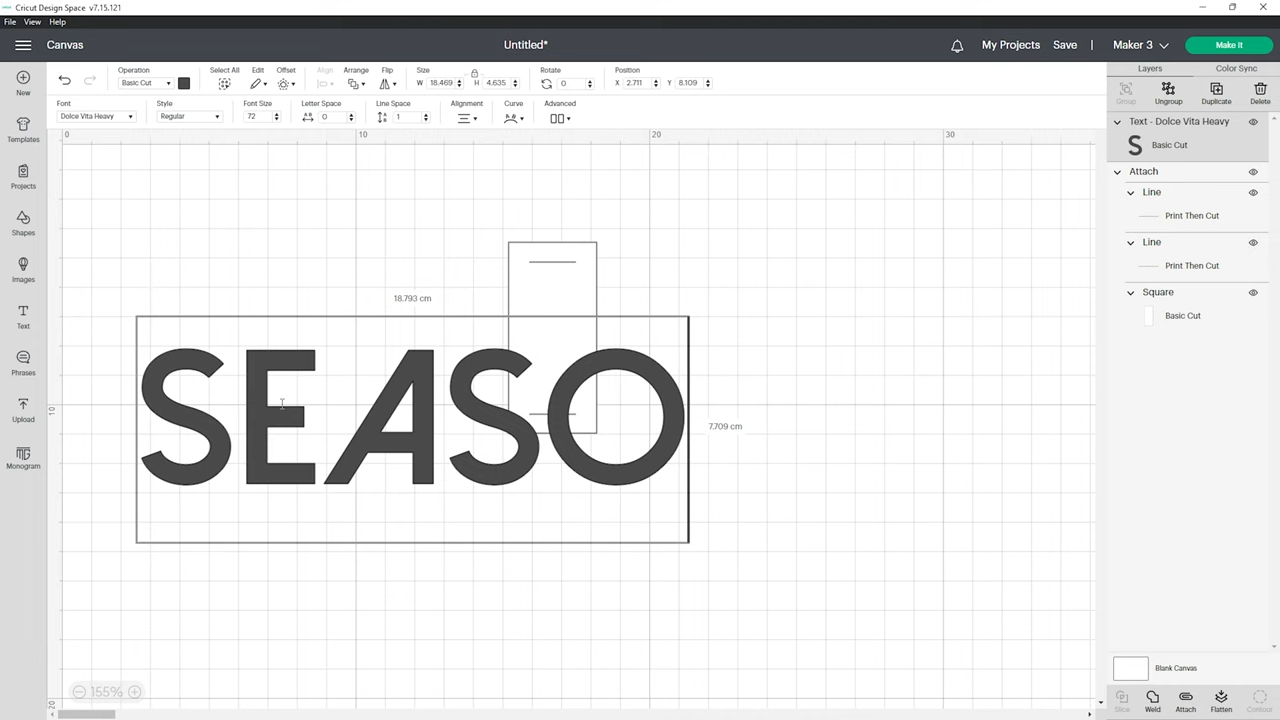 Cricut Design Space v7.15.121
File View Help
Canvas Untitled* My Projects Save Maker 3 Make It
Operation Select All Edit Offset Align Arrange Flip Size Rotate Position
Basic Cut W 18.469 H 4.635 0 X 2.711 Y 8.109
Font Style Font Size Letter Space Line Space Alignment Curve Advanced
Dolce Vita Heavy Regular 72 0 1
0 10 20 30
10
20
New
Templates
Projects
Shapes
Images
Text
Phrases
Upload
Monogram
18.793 cm
SEASO
7.709 cm
155%
Layers Color Sync
Group Ungroup Duplicate Delete
Text - Dolce Vita Heavy
S Basic Cut
Attach
Line
Print Then Cut
Line
Print Then Cut
Square
Basic Cut
Blank Canvas
Slice Weld Attach Flatten Contour